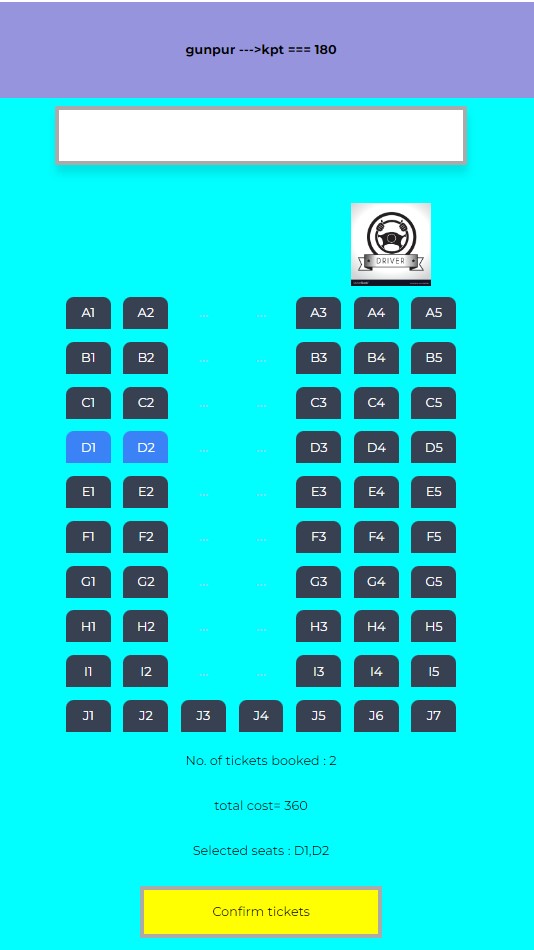 gunpur --->kpt === 180
DRIVER
A1 A2 ... ... A3 A4 A5
B1 B2 ... ... B3 B4 B5
C1 C2 ... ... C3 C4 C5
D1 D2 ... ... D3 D4 D5
E1 E2 ... ... E3 E4 E5
F1 F2 ... ... F3 F4 F5
G1 G2 ... ... G3 G4 G5
H1 H2 ... ... H3 H4 H5
I1 I2 ... ... I3 I4 I5
J1 J2 J3 J4 J5 J6 J7
No. of tickets booked : 2
total cost= 360
Selected seats : D1,D2
Confirm tickets